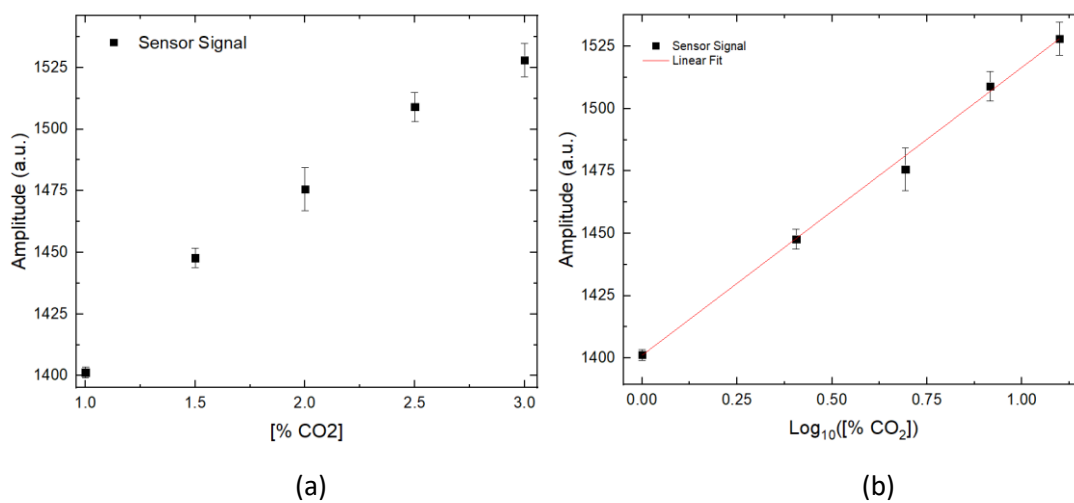 Sensor Signal
1525
1500
1475
1450
1425
1400
Amplitude (a.u.)
1.0 1.5 2.0 2.5 3.0
[% CO2]
(a)
Sensor Signal
Linear Fit
1525
1500
1475
1450
1425
1400
Amplitude (a.u.)
0.00 0.25 0.50 0.75 1.00
Log₁₀([% CO₂])
(b)